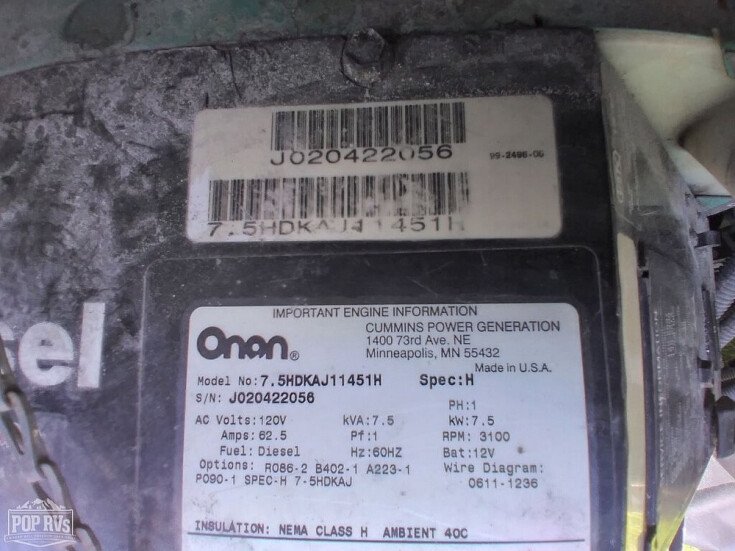 J020422056
99-2496-06
7.5HDKAJ11451H
sel
IMPORTANT ENGINE INFORMATION
Onan®
CUMMINS POWER GENERATION
1400 73rd Ave. NE
Minneapolis, MN 55432
Made in U.S.A.
Model No:7.5HDKAJ11451H Spec:H
S/N: J020422056
PH:1
AC Volts:120V kVA:7.5 kW:7.5
Amps:62.5 Pf:1 RPM: 3100
Fuel:Diesel Hz:60HZ Bat:12V
Options: R086-2 B402-1 A223-1 Wire Diagram:
P090-1 SPEC-H 7-5HDKAJ 0611-1236
INSULATION: NEMA CLASS H AMBIENT 40C
POP RVs